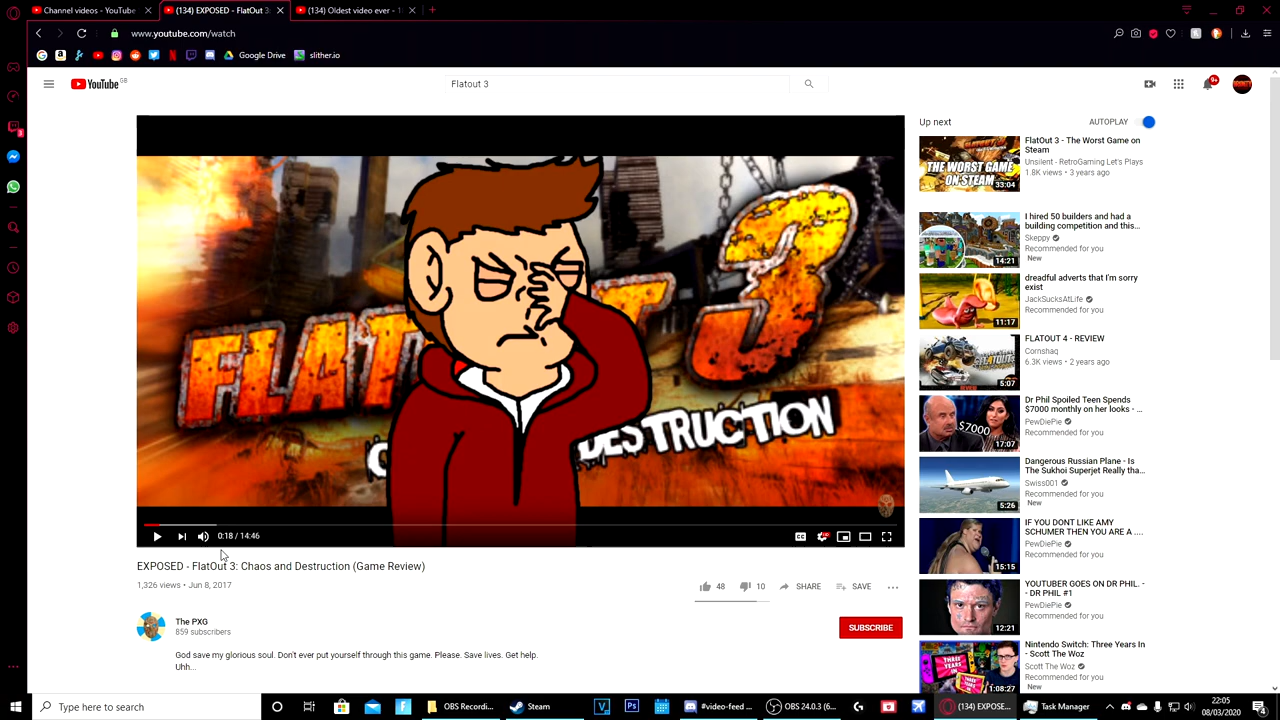 Channel videos - YouTube
(134) EXPOSED - FlatOut 3:
(134) Oldest video ever - 1
www.youtube.com/watch
Google Drive
slither.io
YouTube GB
Flatout 3
9+
3
FLAT 3
DESTRUCTION
0:18 / 14:46
EXPOSED - FlatOut 3: Chaos and Destruction (Game Review)
1,326 views • Jun 8, 2017
48
10
SHARE
SAVE
The PXG
859 subscribers
SUBSCRIBE
God save my glorious soul. Don't ever put yourself through this game. Please. Save lives. Get help.
Uhh...
Up next
AUTOPLAY
THE WORST GAME
ON STEAM
33:04
FlatOut 3 - The Worst Game on
Steam
Unsilent - RetroGaming Let's Plays
1.8K views • 3 years ago
14:21
I hired 50 builders and had a
building competition and this...
Skeppy
Recommended for you
New
11:17
dreadful adverts that I'm sorry
exist
JackSucksAtLife
Recommended for you
5:07
FLATOUT 4 - REVIEW
Cornshaq
6.3K views • 2 years ago
$7000
17:07
Dr Phil Spoiled Teen Spends
$7000 monthly on her looks - ...
PewDiePie
Recommended for you
5:26
Dangerous Russian Plane - Is
The Sukhoi Superjet Really tha...
Swiss001
Recommended for you
New
15:15
IF YOU DONT LIKE AMY
SCHUMER THEN YOU ARE A ....
PewDiePie
Recommended for you
12:21
YOUTUBER GOES ON DR PHIL. -
- DR PHIL #1
PewDiePie
Recommended for you
THREE
YEARS
IN
1:08:27
Nintendo Switch: Three Years In
- Scott The Woz
Scott The Woz
Recommended for you
New
Type here to search
OBS Recordi...
Steam
#video-feed ...
OBS 24.0.3 (6...
(134) EXPOSE...
Task Manager
22:05
08/03/2020
4